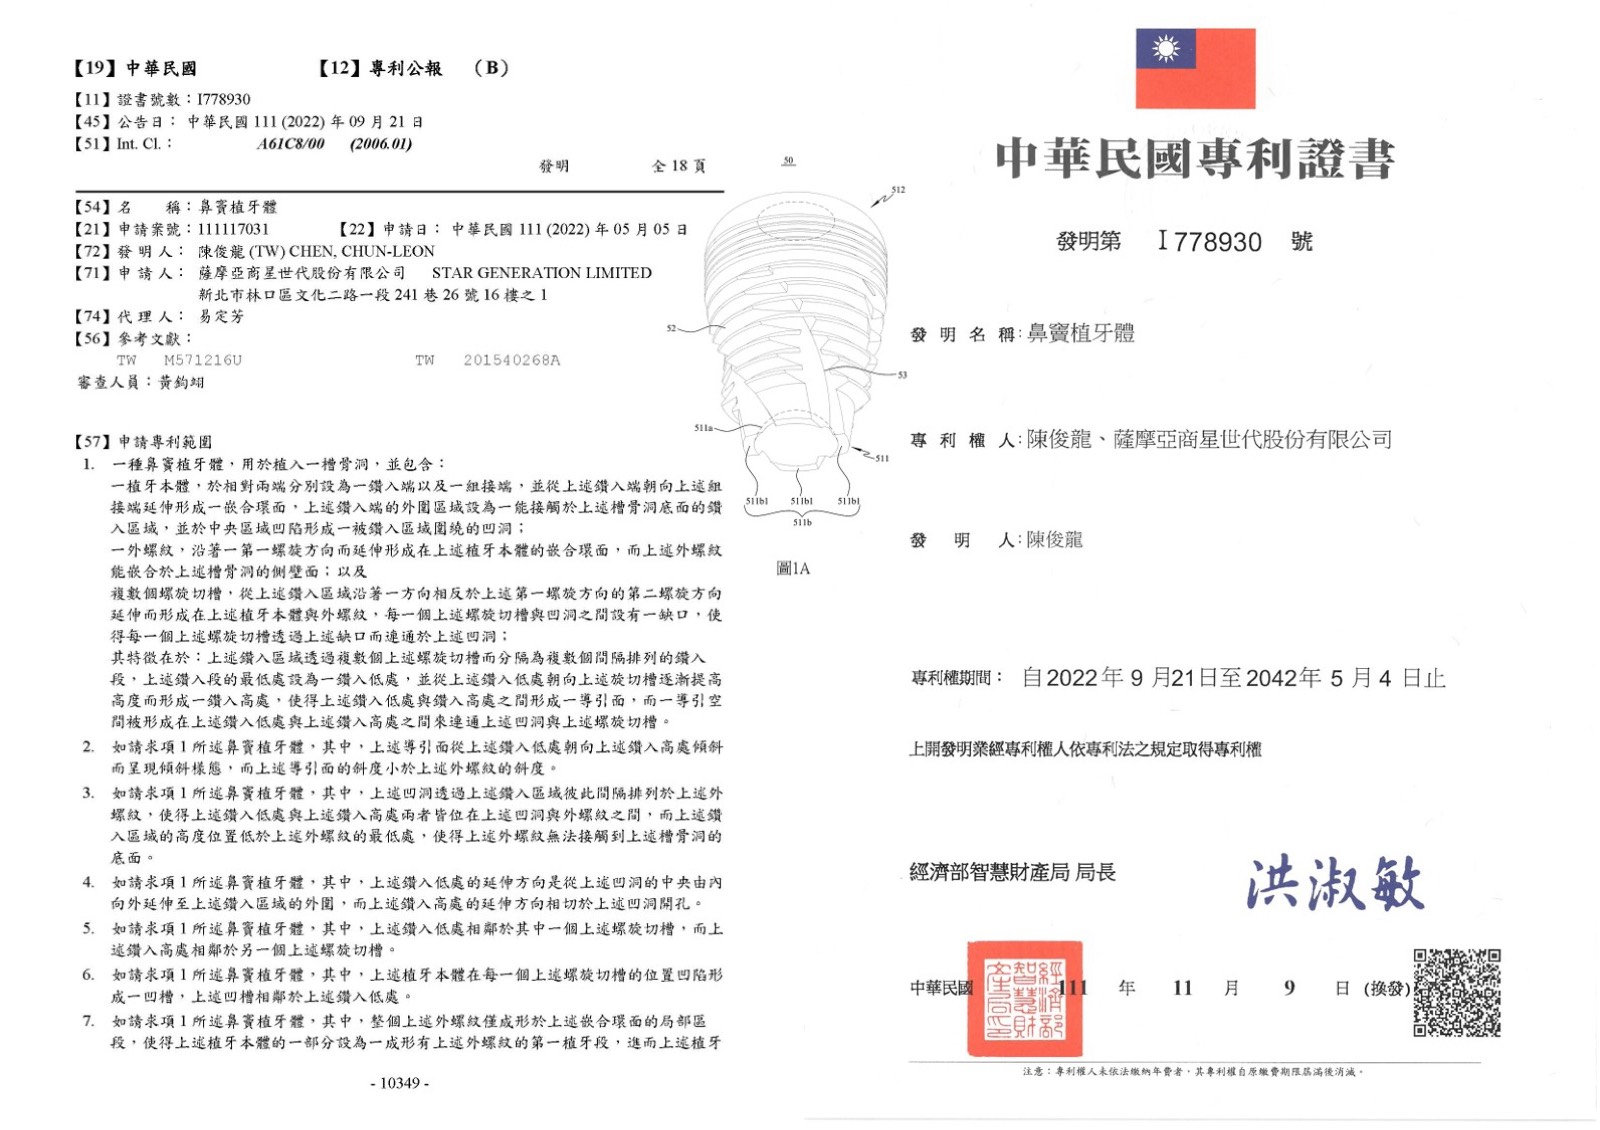 【19】中華民國 【12】專利公報 （B）
【11】證書號數：I778930
【45】公告日： 中華民國 111 (2022) 年 09 月 21 日
【51】Int. Cl.： A61C8/00 (2006.01)
發明 全 18 頁
【54】名 稱：鼻竇植牙體
【21】申請案號：111117031 【22】申請日： 中華民國 111 (2022) 年 05 月 05 日
【72】發 明 人： 陳俊龍 (TW) CHEN, CHUN-LEON
【71】申 請 人： 薩摩亞商星世代股份有限公司 STAR GENERATION LIMITED
新北市林口區文化二路一段 241 巷 26 號 16 樓之 1
【74】代 理 人： 易定芳
【56】參考文獻：
TW M571216U TW 201540268A
審查人員：黃鈞翊
【57】申請專利範圍
1. 一種鼻竇植牙體，用於植入一槽骨洞，並包含：
一植牙本體，於相對兩端分別設為一鑽入端以及一組接端，並從上述鑽入端朝向上述組
接端延伸形成一嵌合環面，上述鑽入端的外圍區域設為一能接觸於上述槽骨洞底面的鑽
入區域，並於中央區域凹陷形成一被鑽入區域圍繞的凹洞；
一外螺紋，沿著一第一螺旋方向而延伸形成在上述植牙本體的嵌合環面，而上述外螺紋
能嵌合於上述槽骨洞的側壁面；以及
複數個螺旋切槽，從上述鑽入區域沿著一方向相反於上述第一螺旋方向的第二螺旋方向
延伸而形成在上述植牙本體與外螺紋，每一個上述螺旋切槽與凹洞之間設有一缺口，使
得每一個上述螺旋切槽透過上述缺口而連通於上述凹洞；
其特徵在於：上述鑽入區域透過複數個上述螺旋切槽而分隔為複數個間隔排列的鑽入
段，上述鑽入段的最低處設為一鑽入低處，並從上述鑽入低處朝向上述旋切槽逐漸提高
高度而形成一鑽入高處，使得上述鑽入低處與鑽入高處之間形成一導引面，而一導引空
間被形成在上述鑽入低處與上述鑽入高處之間來連通上述凹洞與上述螺旋切槽。
2. 如請求項 1 所述鼻竇植牙體，其中，上述導引面從上述鑽入低處朝向上述鑽入高處傾斜
而呈現傾斜樣態，而上述導引面的斜度小於上述外螺紋的斜度。
3. 如請求項 1 所述鼻竇植牙體，其中，上述凹洞透過上述鑽入區域彼此間隔排列於上述外
螺紋，使得上述鑽入低處與上述鑽入高處兩者皆位在上述凹洞與外螺紋之間，而上述鑽
入區域的高度位置低於上述外螺紋的最低處，使得上述外螺紋無法接觸到上述槽骨洞的
底面。
4. 如請求項 1 所述鼻竇植牙體，其中，上述鑽入低處的延伸方向是從上述凹洞的中央由內
向外延伸至上述鑽入區域的外圍，而上述鑽入高處的延伸方向相切於上述凹洞開孔。
5. 如請求項 1 所述鼻竇植牙體，其中，上述鑽入低處相鄰於其中一個上述螺旋切槽，而上
述鑽入高處相鄰於另一個上述螺旋切槽。
6. 如請求項 1 所述鼻竇植牙體，其中，上述植牙本體在每一個上述螺旋切槽的位置凹陷形
成一凹槽，上述凹槽相鄰於上述鑽入低處。
7. 如請求項 1 所述鼻竇植牙體，其中，整個上述外螺紋僅成形於上述嵌合環面的局部區
段，使得上述植牙本體的一部分設為一成形有上述外螺紋的第一植牙段，進而上述植牙
- 10349 -
50
512
52
53
511a
511
511b1 511b1 511b1
511b
圖1A
中華民國專利證書
發明第 I 778930 號
發 明 名 稱：鼻竇植牙體
專 利 權 人：陳俊龍、薩摩亞商星世代股份有限公司
發 明 人：陳俊龍
專利權期間： 自2022年 9 月21日至 2042年 5 月 4 日止
上開發明業經專利權人依專利法之規定取得專利權
經濟部智慧財產局 局長 洪淑敏
經濟部智慧財產局印
中華民國 111 年 11 月 9 日 (換發)
注意：專利權人未依法繳納年費者，其專利權自原繳費期限屆滿後消滅。